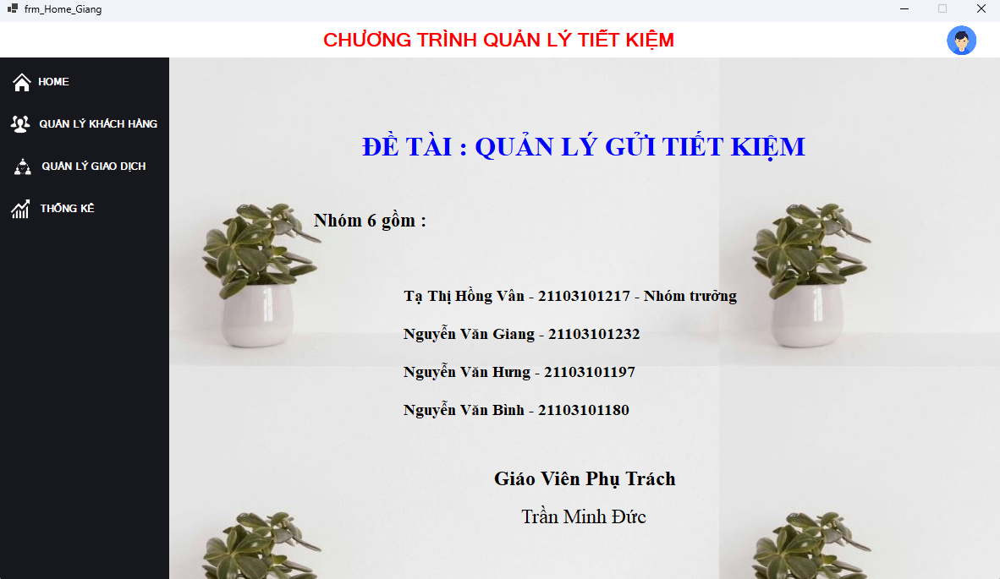 frm_Home_Giang
CHƯƠNG TRÌNH QUẢN LÝ TIẾT KIỆM
HOME
QUẢN LÝ KHÁCH HÀNG
QUẢN LÝ GIAO DỊCH
THỐNG KÊ
ĐỀ TÀI : QUẢN LÝ GỬI TIẾT KIỆM
Nhóm 6 gồm :
Tạ Thị Hồng Vân - 21103101217 - Nhóm trưởng
Nguyễn Văn Giang - 21103101232
Nguyễn Văn Hưng - 21103101197
Nguyễn Văn Bình - 21103101180
Giáo Viên Phụ Trách
Trần Minh Đức